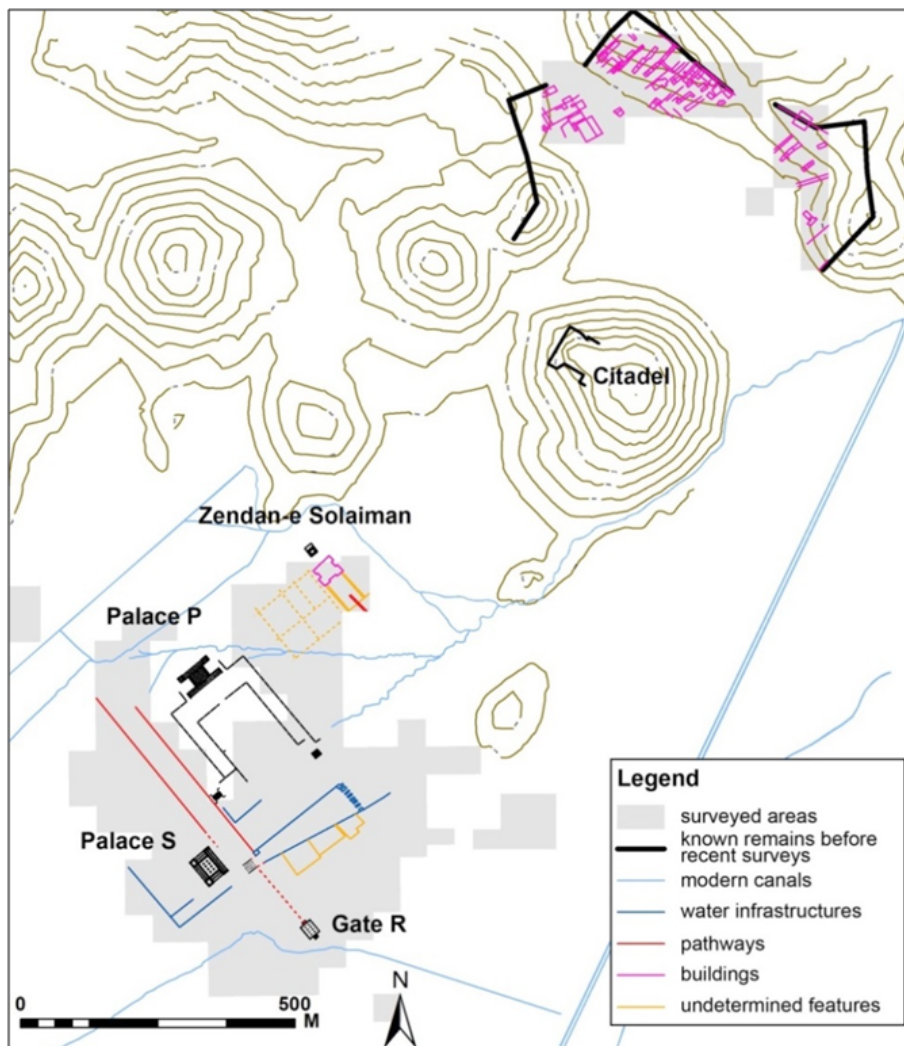 Citadel
Zendan-e Solaiman
Palace P
Palace S
Gate R
0
500
M
N
Legend
surveyed areas
known remains before
recent surveys
modern canals
water infrastructures
pathways
buildings
undetermined features